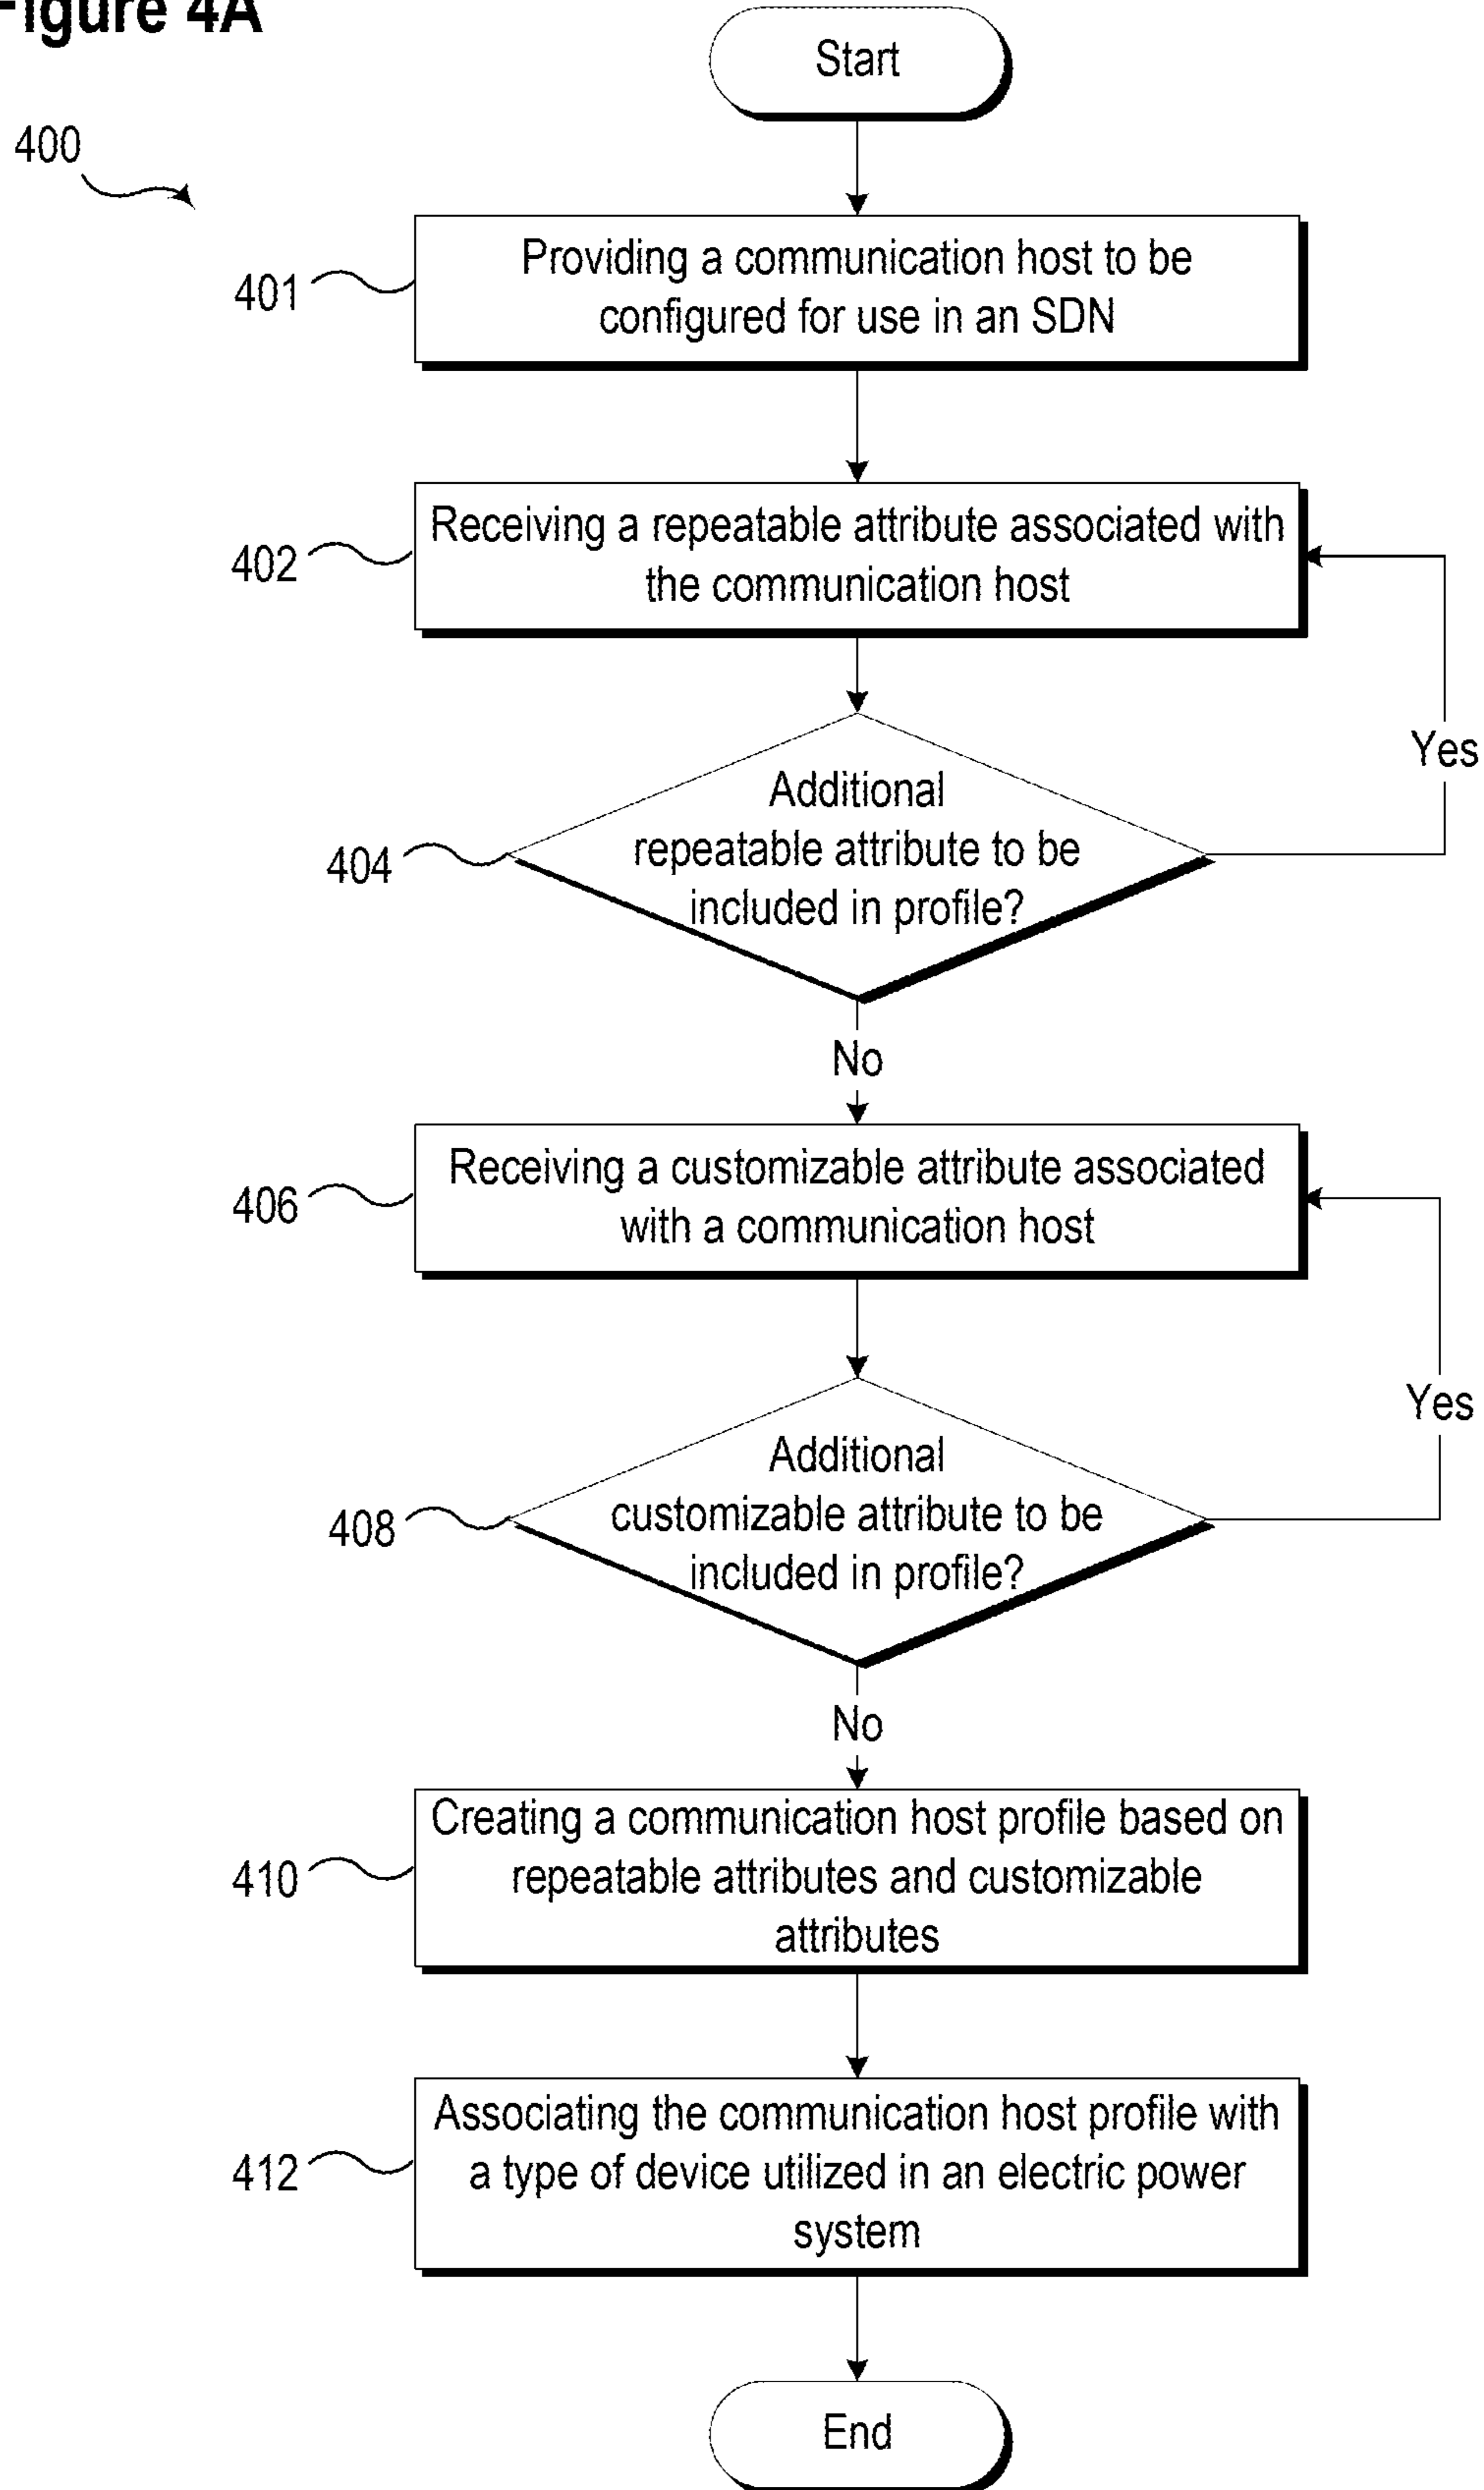 Figure 4A
Start
400
401
Providing a communication host to be
configured for use in an SDN
402
Receiving a repeatable attribute associated with
the communication host
Yes
404
Additional
repeatable attribute to be
included in profile?
No
406
Receiving a customizable attribute associated
with a communication host
Yes
408
Additional
customizable attribute to be
included in profile?
No
410
Creating a communication host profile based on
repeatable attributes and customizable
attributes
412
Associating the communication host profile with
a type of device utilized in an electric power
system
End